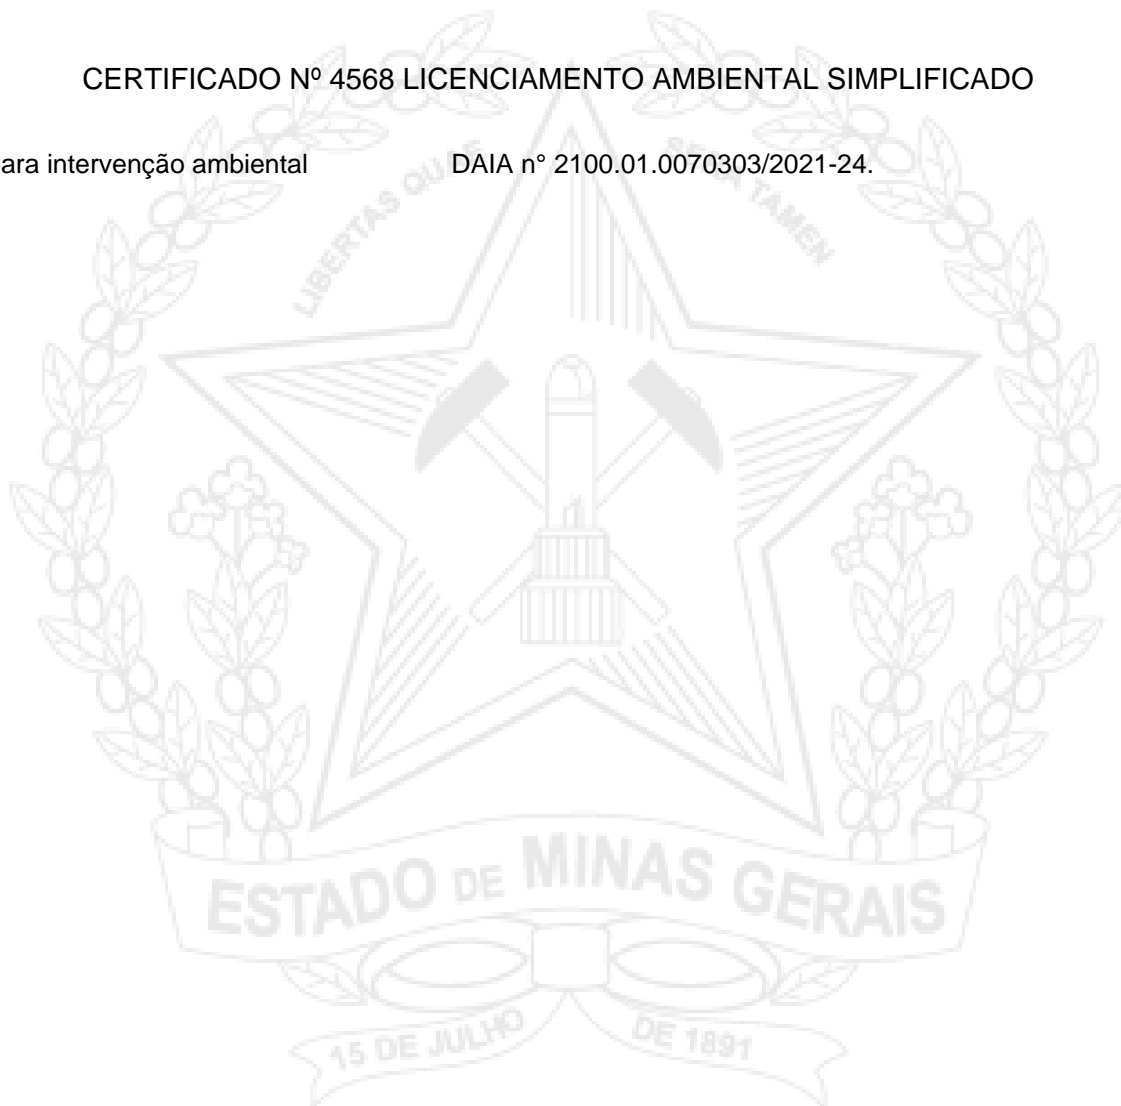 CERTIFICADO Nº 4568 LICENCIAMENTO AMBIENTAL SIMPLIFICADO
ara intervenção ambiental DAIA n° 2100.01.0070303/2021-24.
LIBERTAS QUAE SERA TAMEN
ESTADO DE MINAS GERAIS
15 DE JULHO DE 1891